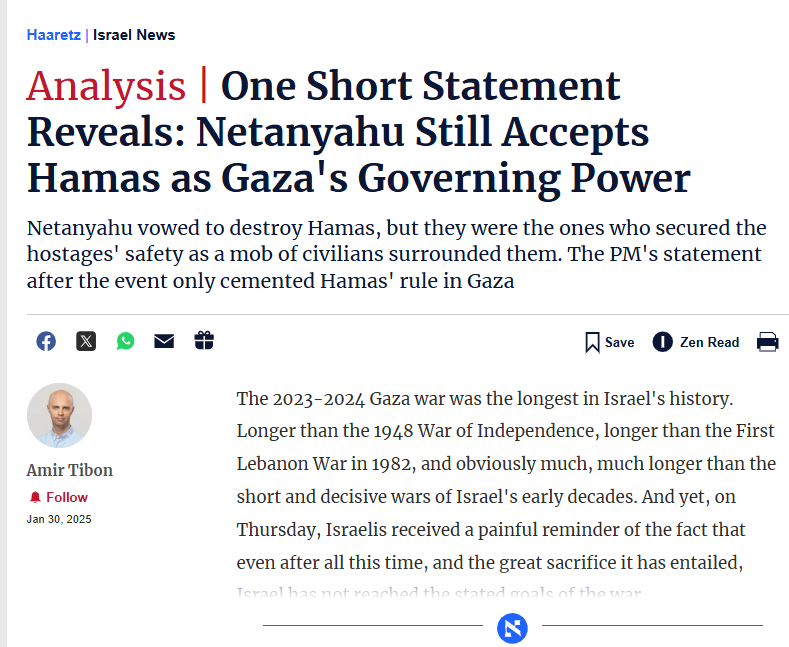 Haaretz | Israel News
Analysis | One Short Statement
Reveals: Netanyahu Still Accepts
Hamas as Gaza's Governing Power
Netanyahu vowed to destroy Hamas, but they were the ones who secured the
hostages' safety as a mob of civilians surrounded them. The PM's statement
after the event only cemented Hamas' rule in Gaza
Save
Zen Read
Amir Tibon
Follow
Jan 30, 2025
The 2023-2024 Gaza war was the longest in Israel's history.
Longer than the 1948 War of Independence, longer than the First
Lebanon War in 1982, and obviously much, much longer than the
short and decisive wars of Israel's early decades. And yet, on
Thursday, Israelis received a painful reminder of the fact that
even after all this time, and the great sacrifice it has entailed,
Israel has not reached the stated goals of the war